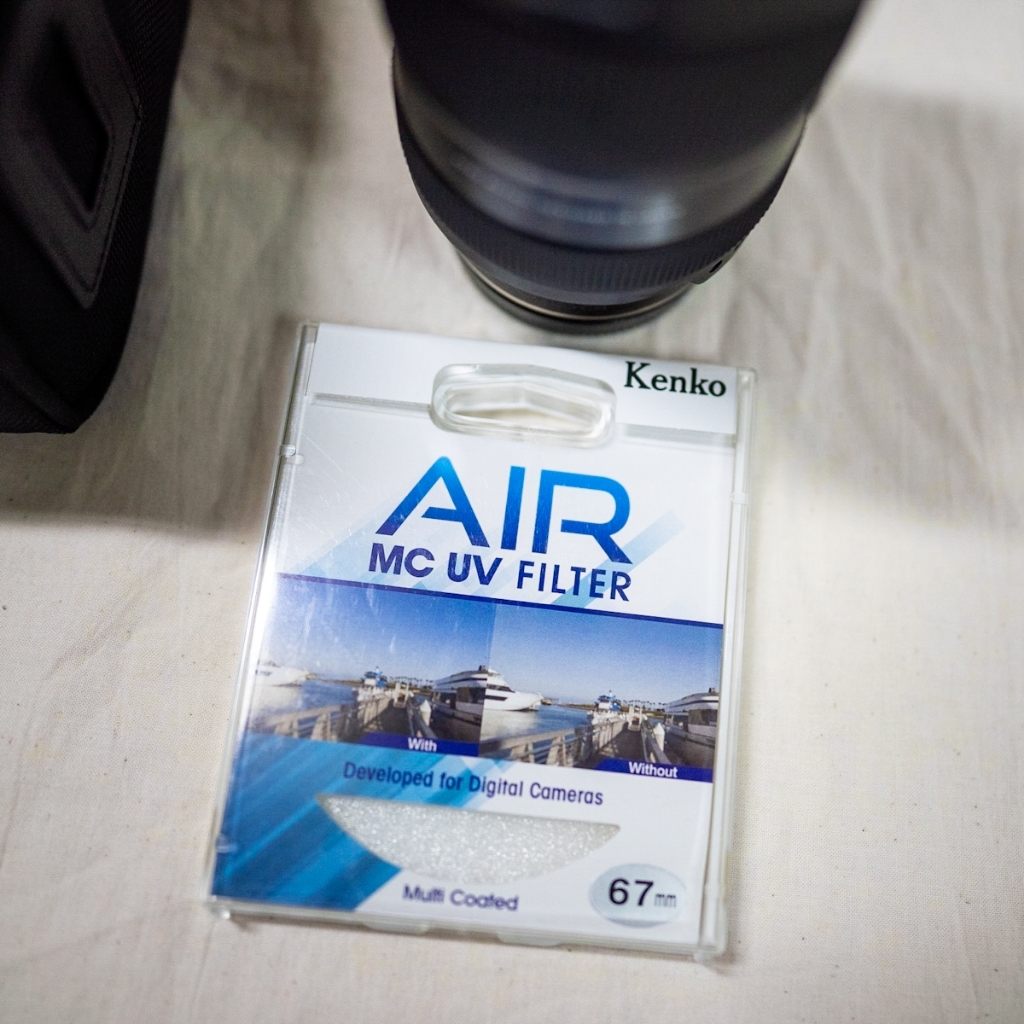 Kenko
AIR
MC UV FILTER
With
Without
Developed for Digital Cameras
Multi Coated
67mm